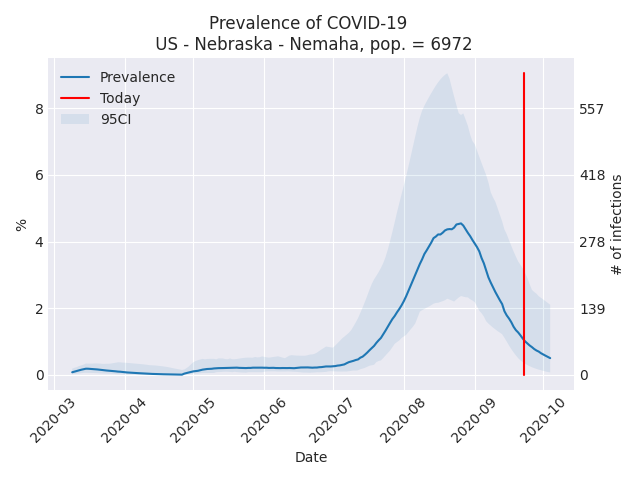 Prevalence of COVID-19
US - Nebraska - Nemaha, pop. = 6972
Prevalence
Today
95CI
8
6
4
2
0
%
557
418
278
139
0
# of infections
2020-03
2020-04
2020-05
2020-06
2020-07
2020-08
2020-09
2020-10
Date